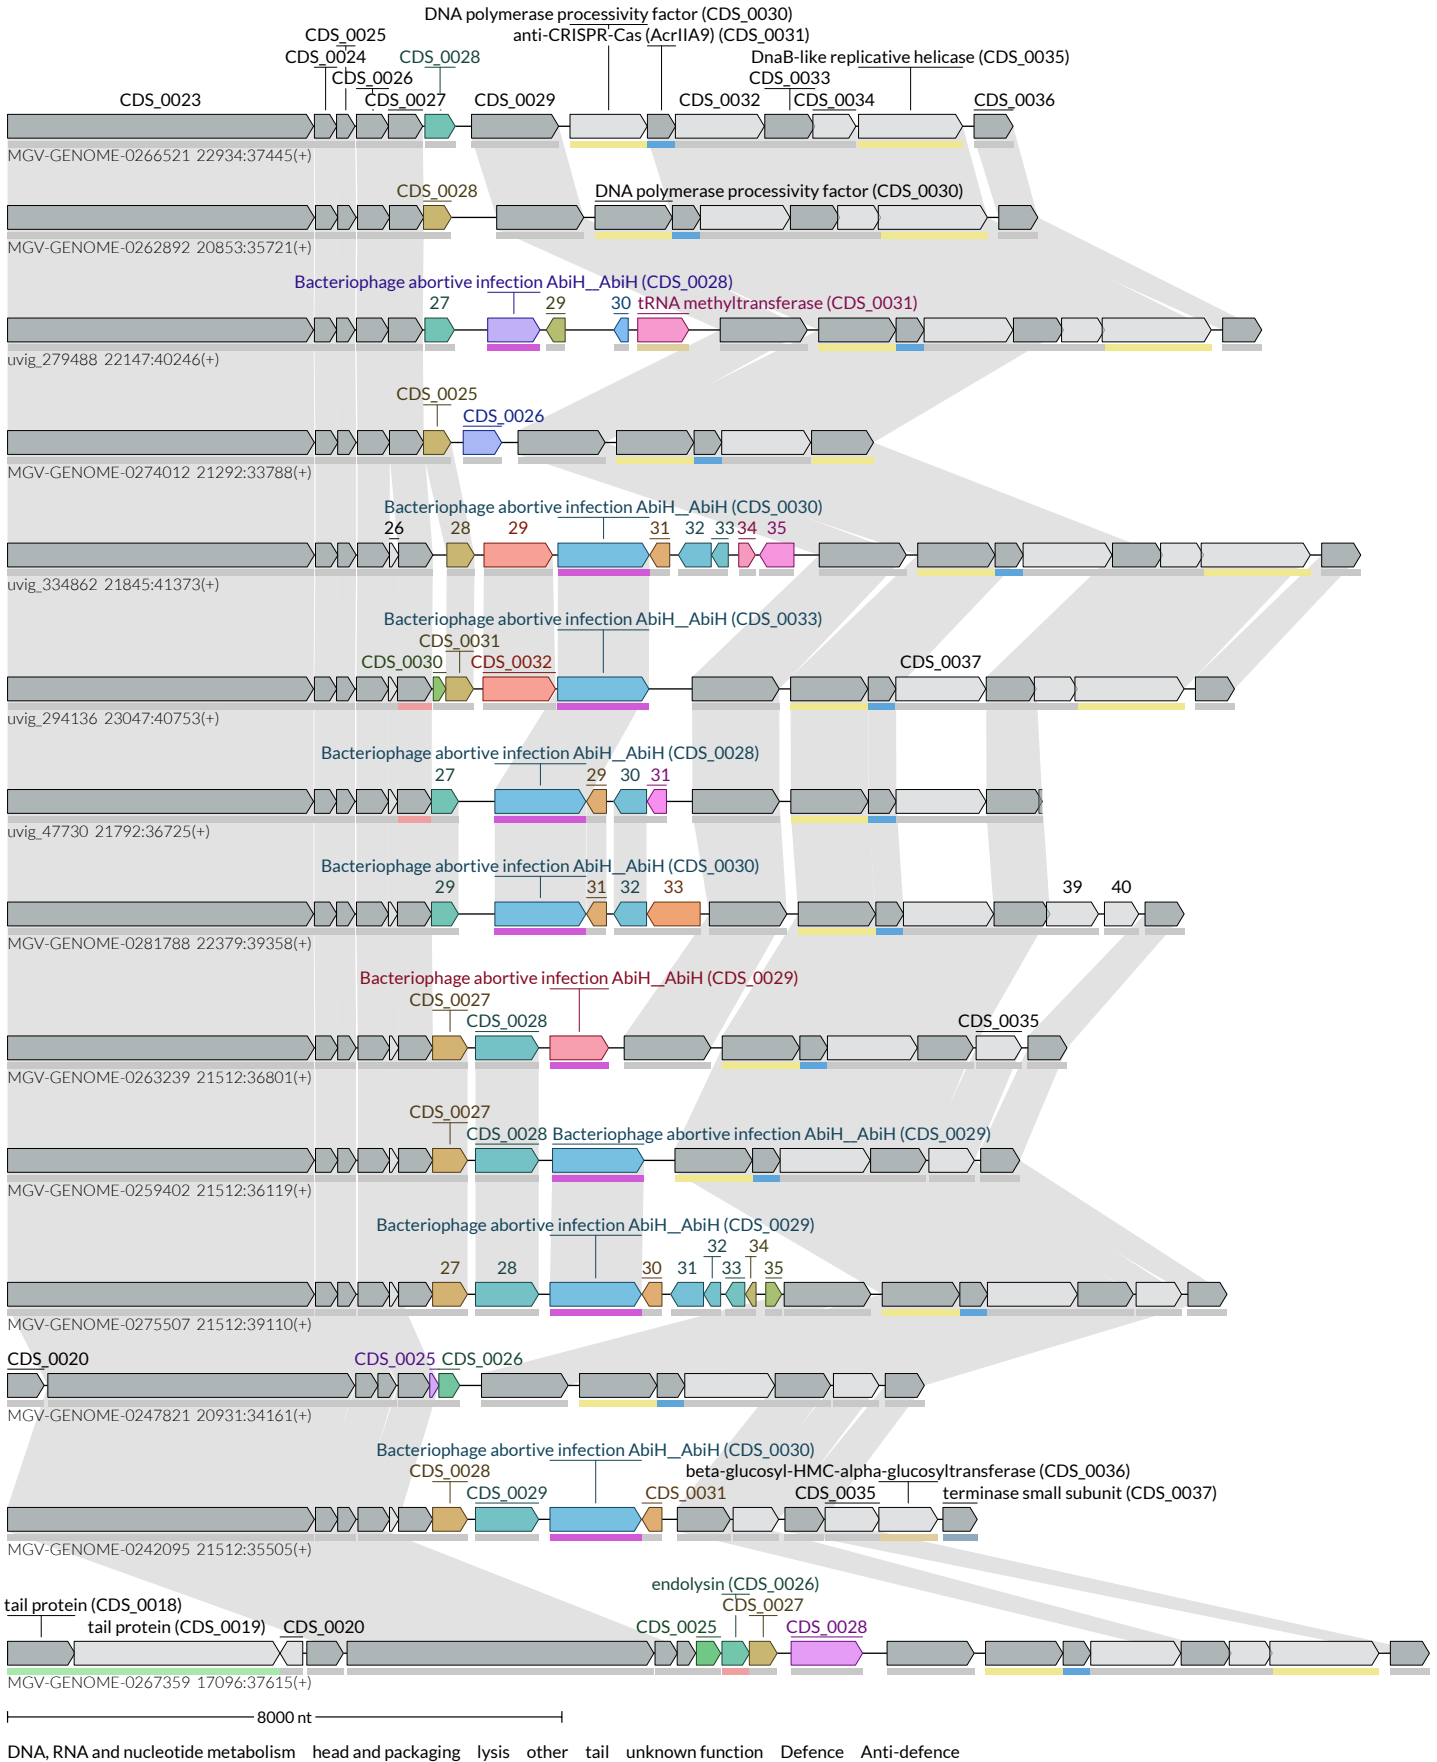 DNA polymerase processivity factor (CDS_0030)
CDS_0025 anti-CRISPR-Cas (AcrIIA9) (CDS_0031)
CDS_0024 CDS_0028 DnaB-like replicative helicase (CDS_0035)
CDS_0026 CDS_0033
CDS_0023 CDS_0027 CDS_0029 CDS_0032 CDS_0034 CDS_0036
MGV-GENOME-0266521 22934:37445(+)
CDS_0028 DNA polymerase processivity factor (CDS_0030)
MGV-GENOME-0262892 20853:35721(+)
Bacteriophage abortive infection AbiH__AbiH (CDS_0028)
27 29 30 tRNA methyltransferase (CDS_0031)
uvig_279488 22147:40246(+)
CDS_0025
CDS_0026
MGV-GENOME-0274012 21292:33788(+)
Bacteriophage abortive infection AbiH__AbiH (CDS_0030)
26 28 29 31 32 33 34 35
uvig_334862 21845:41373(+)
Bacteriophage abortive infection AbiH__AbiH (CDS_0033)
CDS_0031
CDS_0030 CDS_0032 CDS_0037
uvig_294136 23047:40753(+)
Bacteriophage abortive infection AbiH__AbiH (CDS_0028)
27 29 30 31
uvig_47730 21792:36725(+)
Bacteriophage abortive infection AbiH__AbiH (CDS_0030)
29 31 32 33 39 40
MGV-GENOME-0281788 22379:39358(+)
Bacteriophage abortive infection AbiH__AbiH (CDS_0029)
CDS_0027
CDS_0028 CDS_0035
MGV-GENOME-0263239 21512:36801(+)
CDS_0027
CDS_0028 Bacteriophage abortive infection AbiH__AbiH (CDS_0029)
MGV-GENOME-0259402 21512:36119(+)
Bacteriophage abortive infection AbiH__AbiH (CDS_0029)
32 34
27 28 30 31 33 35
MGV-GENOME-0275507 21512:39110(+)
CDS_0020 CDS_0025 CDS_0026
MGV-GENOME-0247821 20931:34161(+)
Bacteriophage abortive infection AbiH__AbiH (CDS_0030)
CDS_0028 beta-glucosyl-HMC-alpha-glucosyltransferase (CDS_0036)
CDS_0029 CDS_0031 CDS_0035 terminase small subunit (CDS_0037)
MGV-GENOME-0242095 21512:35505(+)
endolysin (CDS_0026)
tail protein (CDS_0018) CDS_0027
tail protein (CDS_0019) CDS_0020 CDS_0025 CDS_0028
MGV-GENOME-0267359 17096:37615(+)
8000 nt
DNA, RNA and nucleotide metabolism head and packaging lysis other tail unknown function Defence Anti-defence